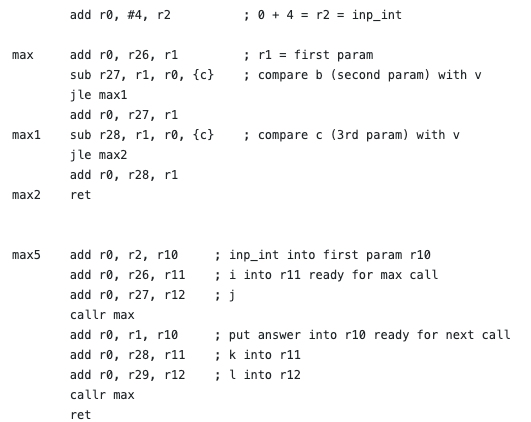 add r0, #4, r2 ; 0 + 4 = r2 = inp_int
max add r0, r26, r1 ; r1 = first param
sub r27, r1, r0, {c} ; compare b (second param) with v
jle max1
add r0, r27, r1
max1 sub r28, r1, r0, {c} ; compare c (3rd param) with v
jle max2
add r0, r28, r1
max2 ret
max5 add r0, r2, r10 ; inp_int into first param r10
add r0, r26, r11 ; i into r11 ready for max call
add r0, r27, r12 ; j
callr max
add r0, r1, r10 ; put answer into r10 ready for next call
add r0, r28, r11 ; k into r11
add r0, r29, r12 ; l into r12
callr max
ret